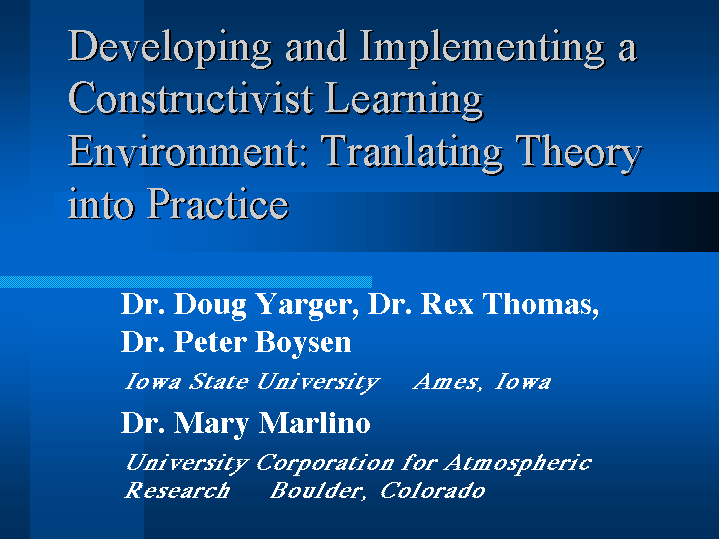 Developing and Implementing a
Constructivist Learning
Environment: Tranlating Theory
into Practice
Dr. Doug Yarger, Dr. Rex Thomas,
Dr. Peter Boysen
Iowa State University Ames, Iowa
Dr. Mary Marlino
University Corporation for Atmospheric
Research Boulder, Colorado